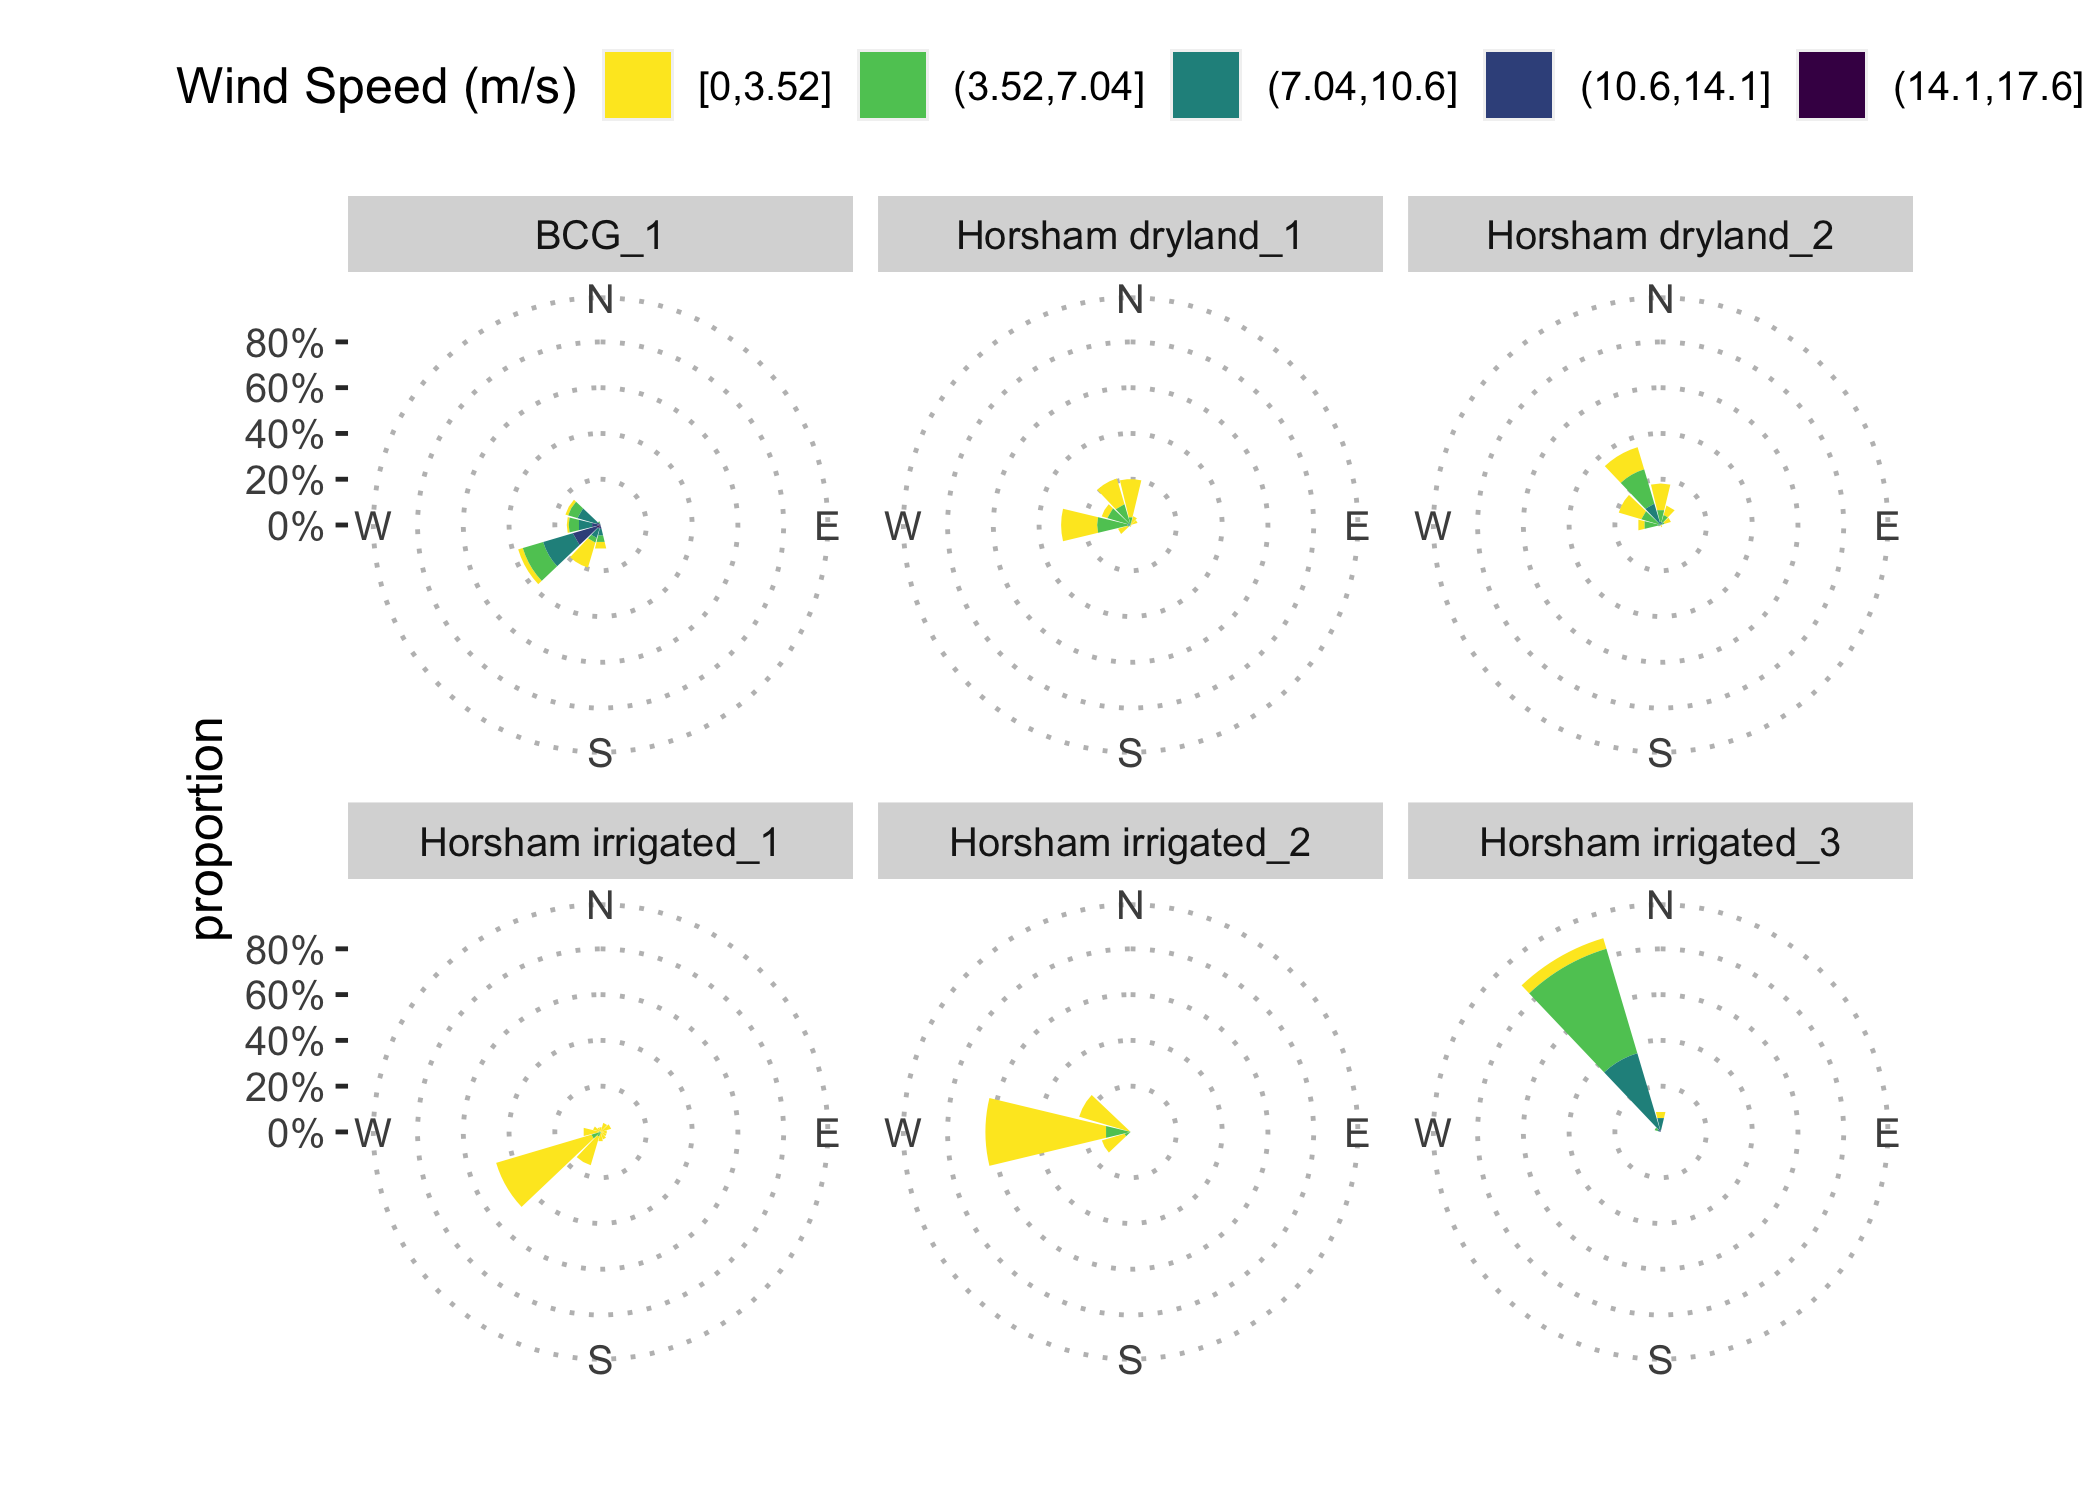 Wind Speed (m/s) [0,3.52] (3.52,7.04] (7.04,10.6] (10.6,14.1] (14.1,17.6]
BCG_1 Horsham dryland_1 Horsham dryland_2
N N N
80%
60%
40%
20%
0% W E W E W E
S S S
proportion
Horsham irrigated_1 Horsham irrigated_2 Horsham irrigated_3
N N N
80%
60%
40%
20%
0% W E W E W E
S S S